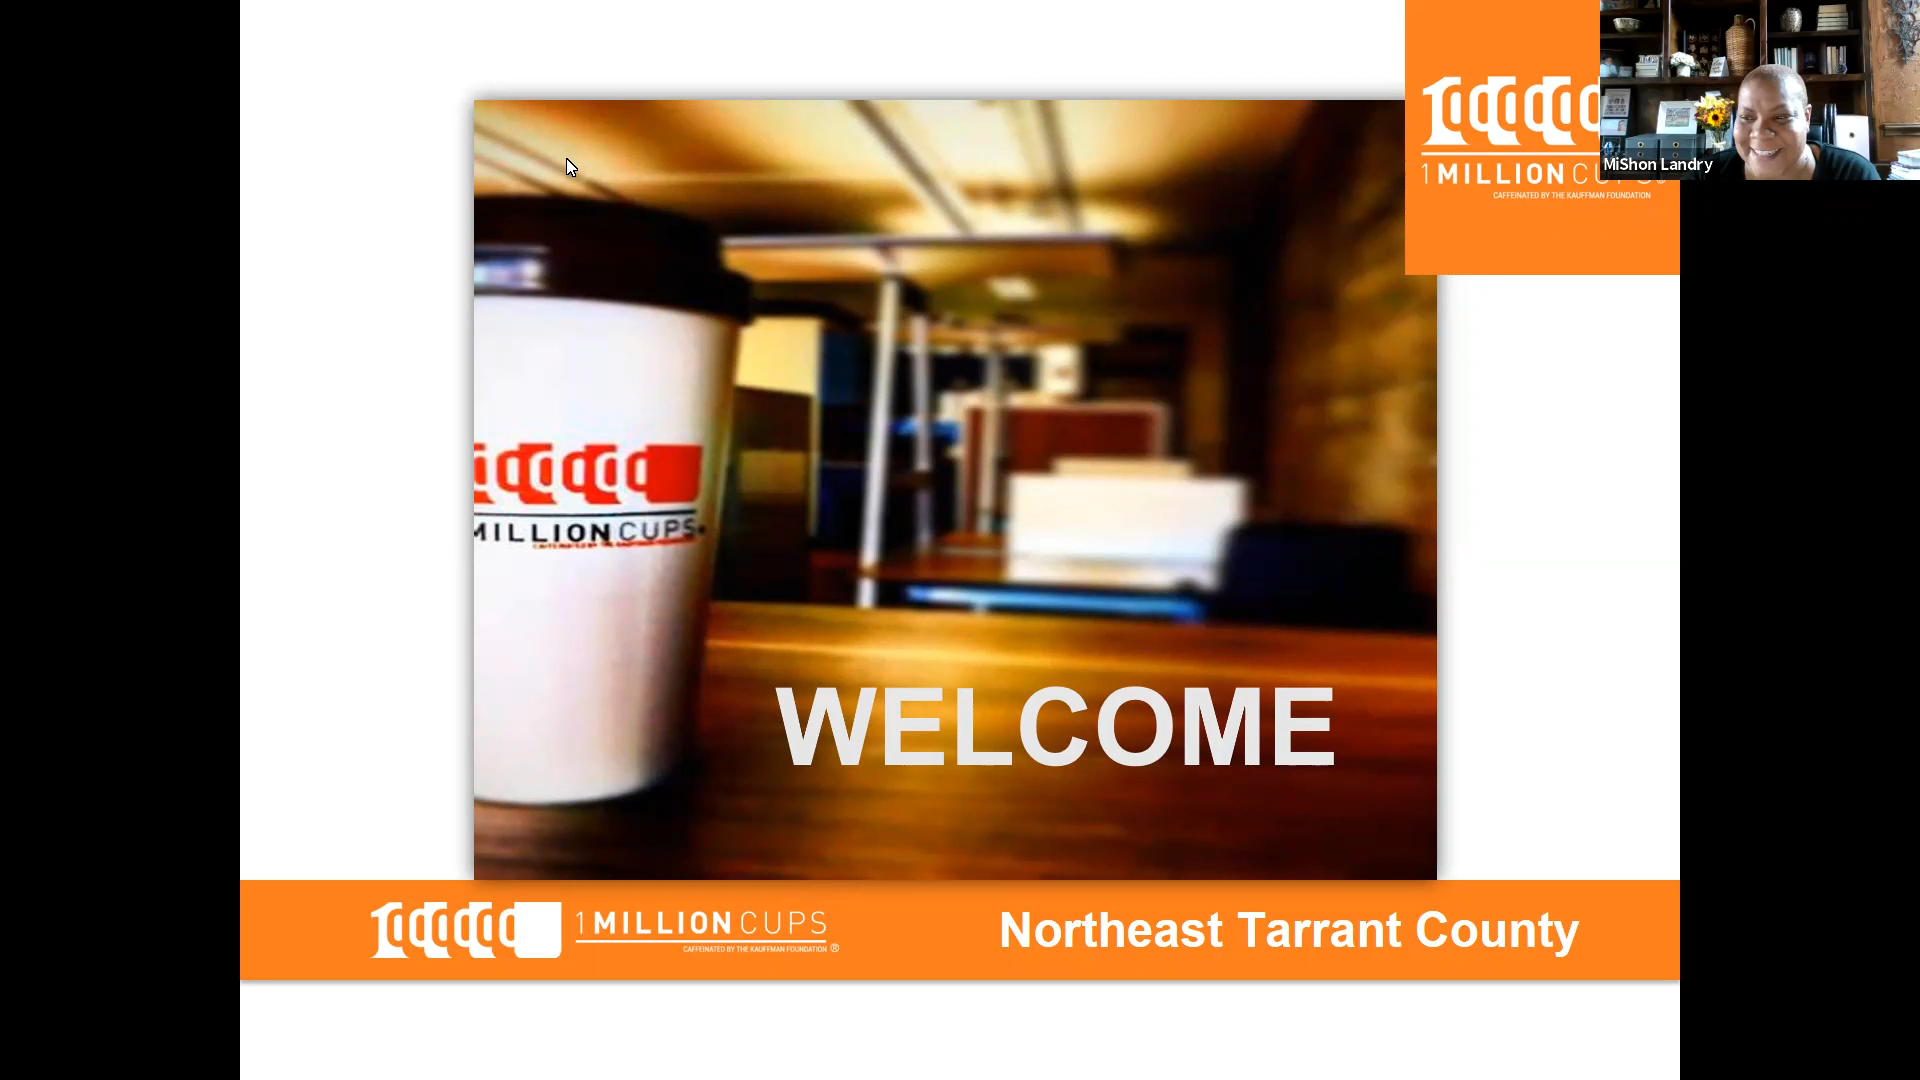 1 MILLION CUPS
CAFFEINATED BY THE KAUFFMAN FOUNDATION
MiShon Landry
MILLION CUPS
WELCOME
1 MILLION CUPS
CAFFEINATED BY THE KAUFFMAN FOUNDATION ®
Northeast Tarrant County